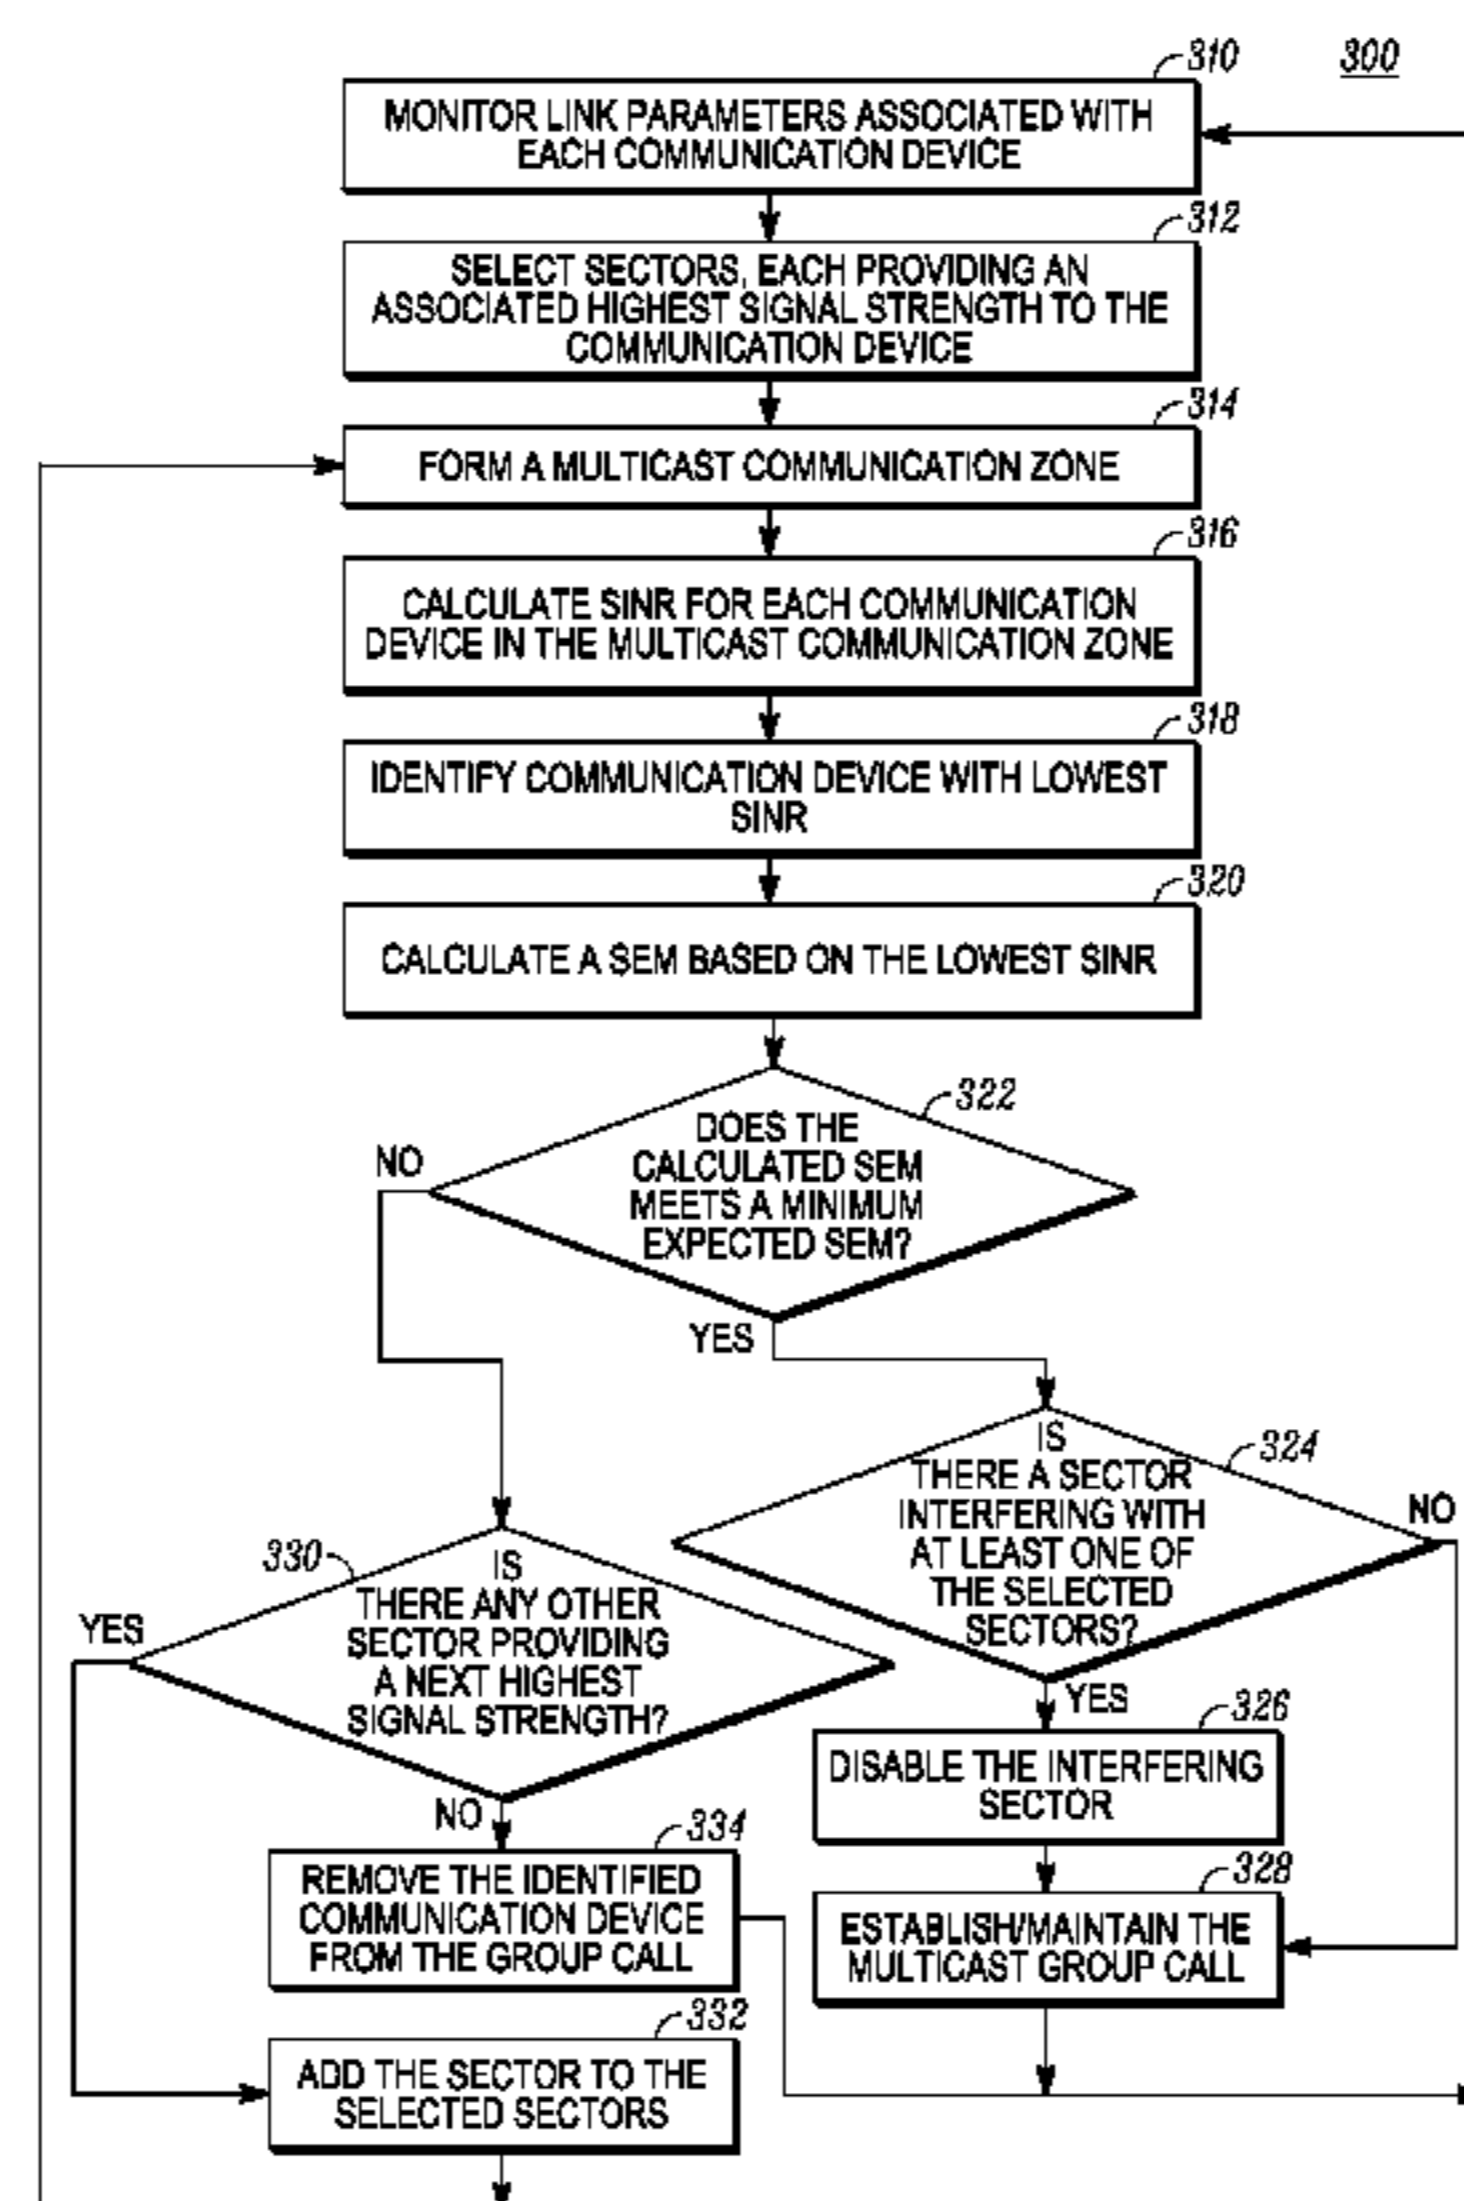 300
310
MONITOR LINK PARAMETERS ASSOCIATED WITH
EACH COMMUNICATION DEVICE
312
SELECT SECTORS, EACH PROVIDING AN
ASSOCIATED HIGHEST SIGNAL STRENGTH TO THE
COMMUNICATION DEVICE
314
FORM A MULTICAST COMMUNICATION ZONE
316
CALCULATE SINR FOR EACH COMMUNICATION
DEVICE IN THE MULTICAST COMMUNICATION ZONE
318
IDENTIFY COMMUNICATION DEVICE WITH LOWEST
SINR
320
CALCULATE A SEM BASED ON THE LOWEST SINR
322
DOES THE
CALCULATED SEM
MEETS A MINIMUM
EXPECTED SEM?
NO
YES
324
IS
THERE A SECTOR
INTERFERING WITH
AT LEAST ONE OF
THE SELECTED
SECTORS?
NO
YES
330
IS
THERE ANY OTHER
SECTOR PROVIDING
A NEXT HIGHEST
SIGNAL STRENGTH?
YES
NO
326
DISABLE THE INTERFERING
SECTOR
334
REMOVE THE IDENTIFIED
COMMUNICATION DEVICE
FROM THE GROUP CALL
328
ESTABLISH/MAINTAIN THE
MULTICAST GROUP CALL
332
ADD THE SECTOR TO THE
SELECTED SECTORS